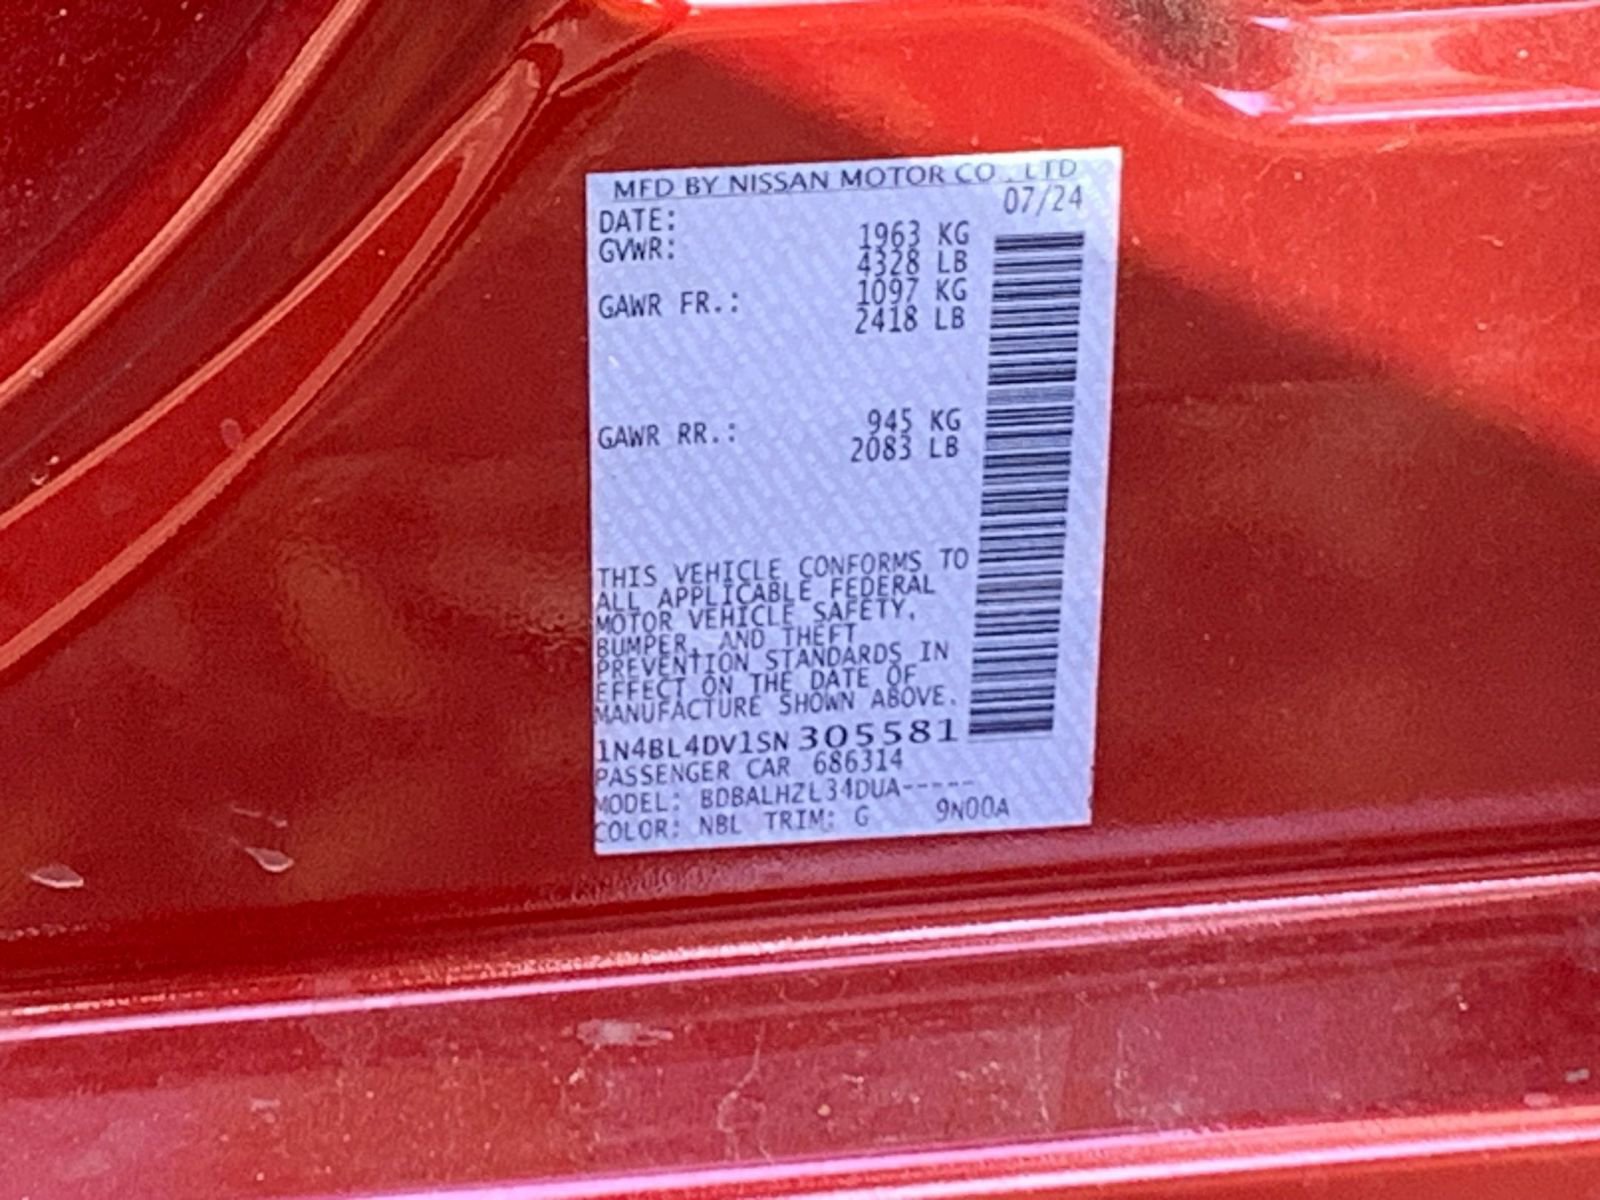 MFD BY NISSAN MOTOR CO., LTD
DATE: 07/24
GVWR: 1963 KG
4328 LB
GAWR FR.: 1097 KG
2418 LB
GAWR RR.: 945 KG
2083 LB
THIS VEHICLE CONFORMS TO
ALL APPLICABLE FEDERAL
MOTOR VEHICLE SAFETY,
BUMPER, AND THEFT
PREVENTION STANDARDS IN
EFFECT ON THE DATE OF
MANUFACTURE SHOWN ABOVE.
1N4BL4DV1SN305581
PASSENGER CAR 686314
MODEL: BDBALHZL34DUA-----
COLOR: NBL TRIM: G 9N00A